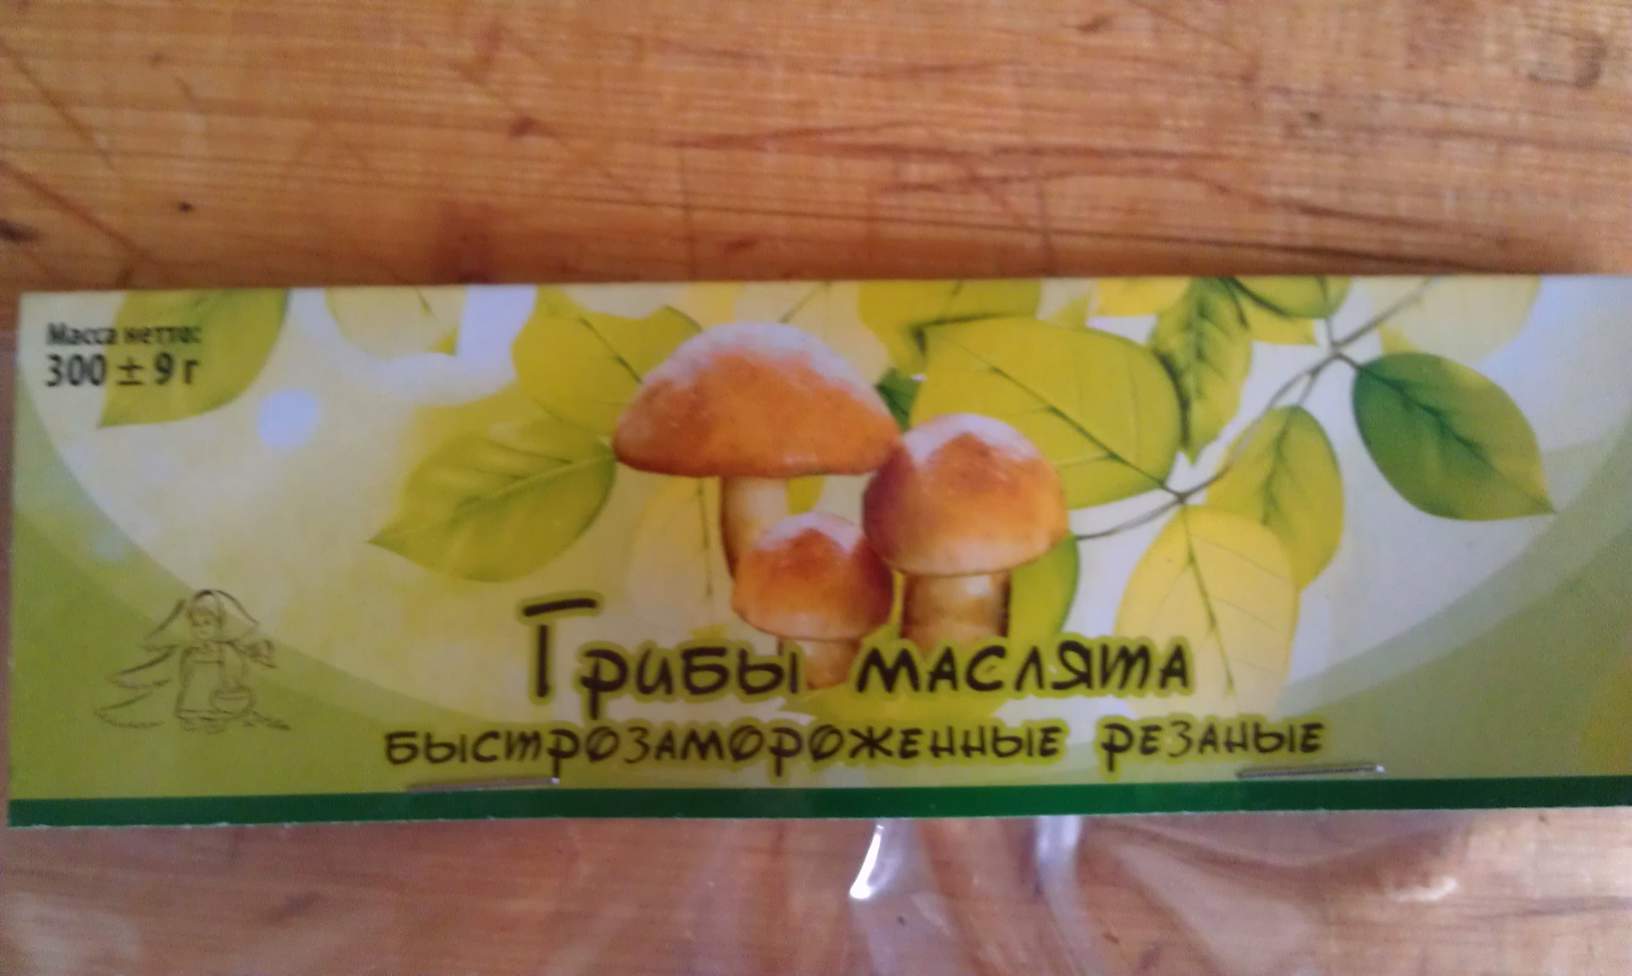 Масса нетто:
300 ± 9 г
Грибы маслята
быстрозамороженные резаные